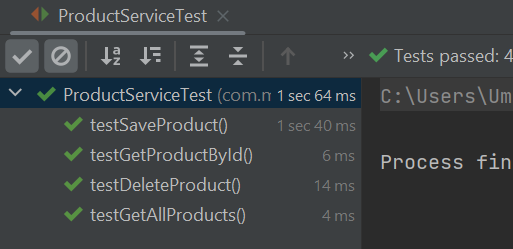 ProductServiceTest
Tests passed: 4
ProductServiceTest (com.n 1 sec 64 ms
testSaveProduct() 1 sec 40 ms
testGetProductById() 6 ms
testDeleteProduct() 14 ms
testGetAllProducts() 4 ms
C:\Users\Um
Process fin